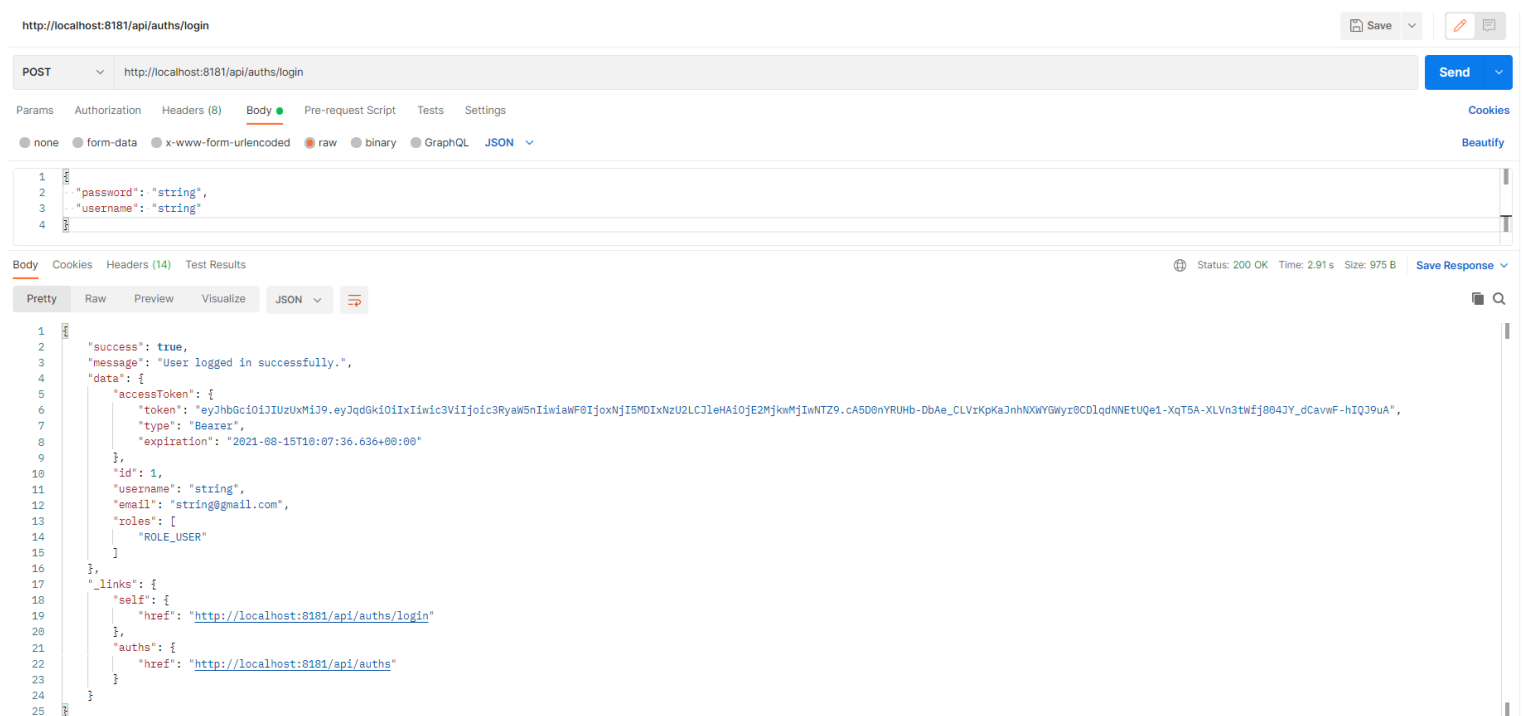 http://localhost:8181/api/auths/login
Save
POST
http://localhost:8181/api/auths/login
Send
Params Authorization Headers (8) Body Pre-request Script Tests Settings Cookies
none form-data x-www-form-urlencoded raw binary GraphQL JSON Beautify
1 {
2 "password": "string",
3 "username": "string"
4 }
Body Cookies Headers (14) Test Results Status: 200 OK Time: 2.91 s Size: 975 B Save Response
Pretty Raw Preview Visualize JSON
1 {
2 "success": true,
3 "message": "User logged in successfully.",
4 "data": {
5 "accessToken": {
6 "token": "eyJhbGciOiJIUzUxMiJ9.eyJqdGkiOiIxIiwic3ViIjoic3RyaW5nIiwiaWF0IjoxNjI5MDIxNzU2LCJleHAiOjE2MjkwMjIwNTZ9.cA5D0nYRUHb-DbAe_CLVrKpKaJnhNXWYGWyr0CDlqdNNEtUQe1-XqT5A-XLVn3tWfj804JY_dCavwF-hIQJ9uA",
7 "type": "Bearer",
8 "expiration": "2021-08-15T10:07:36.636+00:00"
9 },
10 "id": 1,
11 "username": "string",
12 "email": "string@gmail.com",
13 "roles": [
14 "ROLE_USER"
15 ]
16 },
17 "_links": {
18 "self": {
19 "href": "http://localhost:8181/api/auths/login"
20 },
21 "auths": {
22 "href": "http://localhost:8181/api/auths"
23 }
24 }
25 }